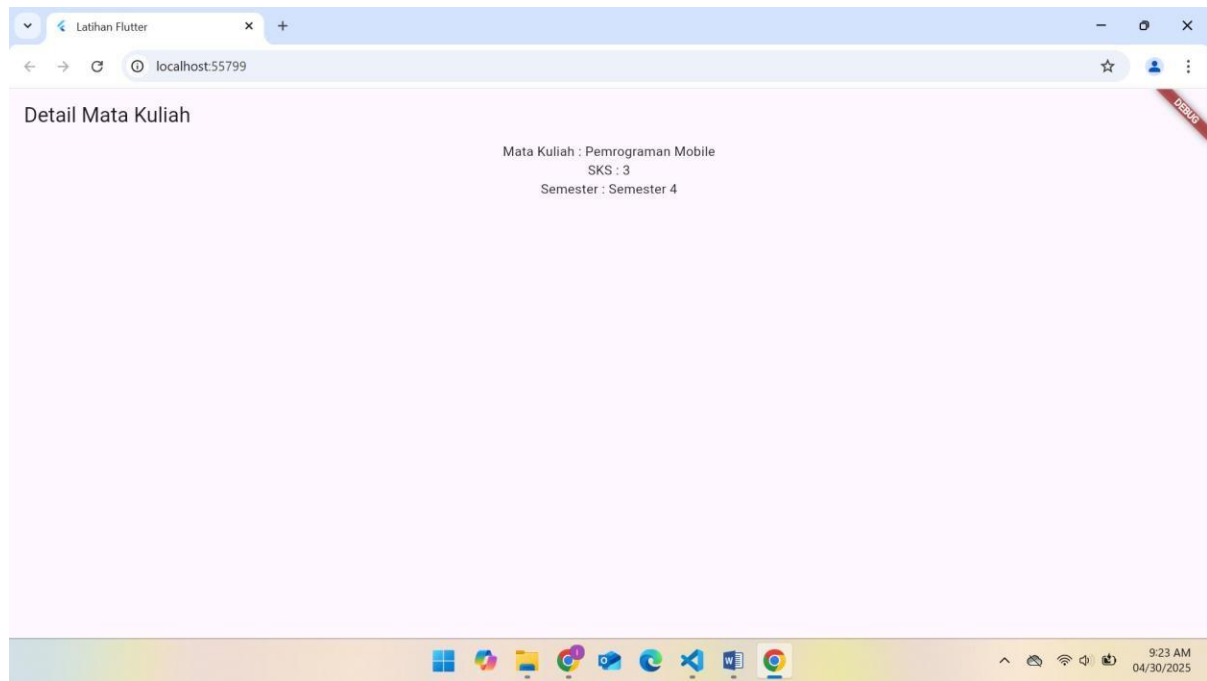 Latihan Flutter
localhost:55799
Detail Mata Kuliah
DEBUG
Mata Kuliah : Pemrograman Mobile
SKS : 3
Semester : Semester 4
9:23 AM
04/30/2025